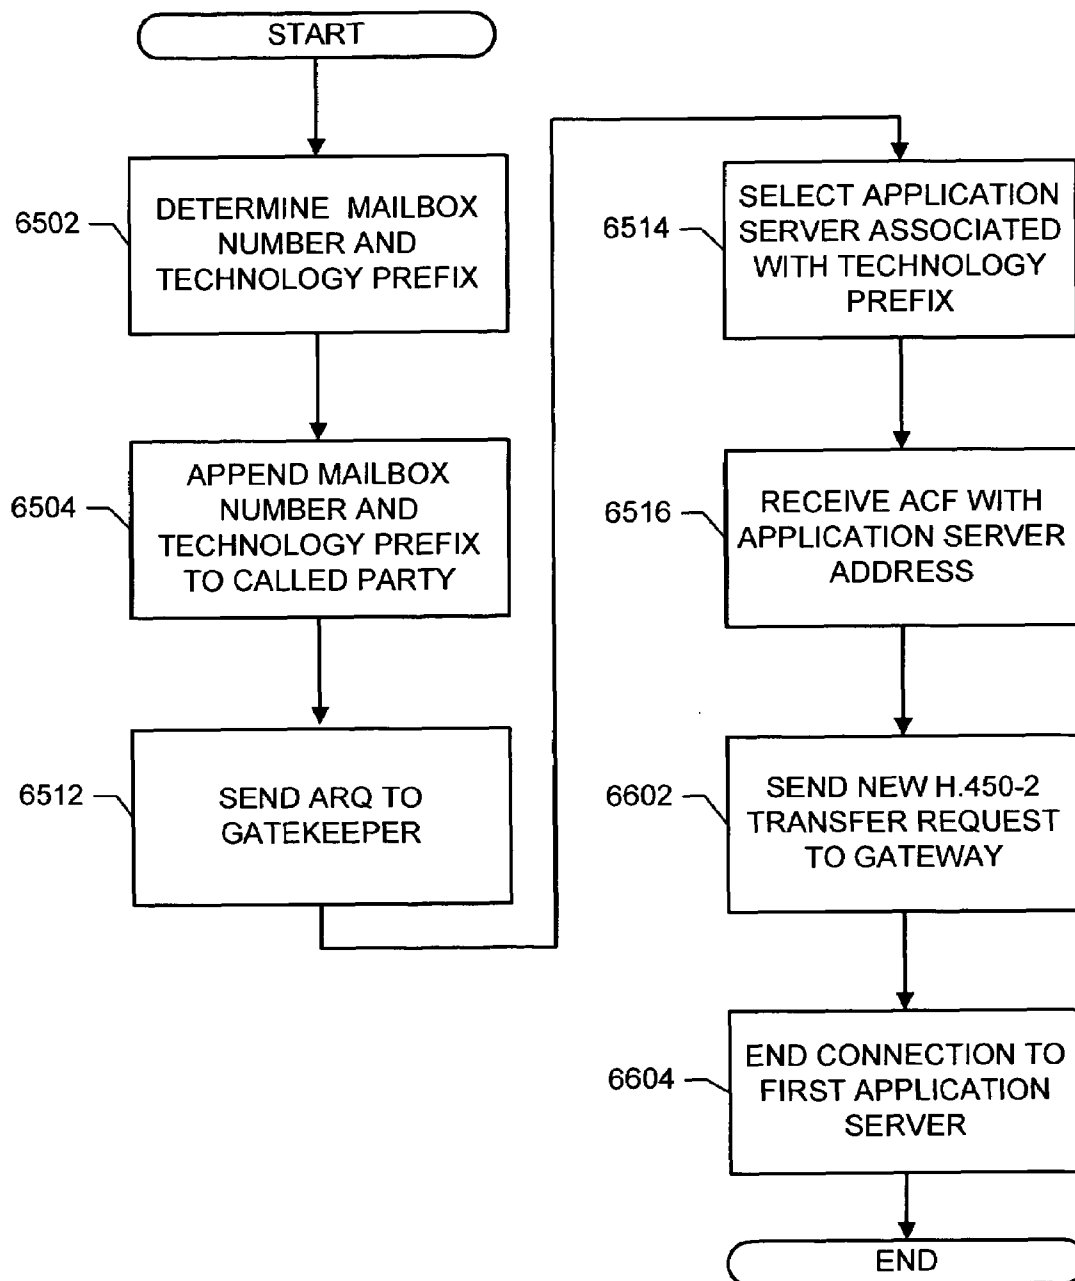 START
6502
DETERMINE MAILBOX
NUMBER AND
TECHNOLOGY PREFIX
6504
APPEND MAILBOX
NUMBER AND
TECHNOLOGY PREFIX
TO CALLED PARTY
6512
SEND ARQ TO
GATEKEEPER
6514
SELECT APPLICATION
SERVER ASSOCIATED
WITH TECHNOLOGY
PREFIX
6516
RECEIVE ACF WITH
APPLICATION SERVER
ADDRESS
6602
SEND NEW H.450-2
TRANSFER REQUEST
TO GATEWAY
6604
END CONNECTION TO
FIRST APPLICATION
SERVER
END